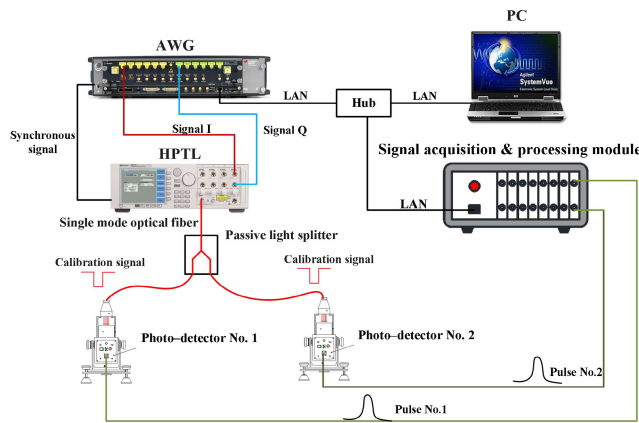 AWG
PC
Agilent
SystemVue
LAN
Hub
LAN
Signal I
Signal Q
Synchronous
signal
HPTL
Signal acquisition & processing module
LAN
Single mode optical fiber
Passive light splitter
Calibration signal
Calibration signal
Photo–detector No. 1
Photo–detector No. 2
Pulse No.2
Pulse No.1